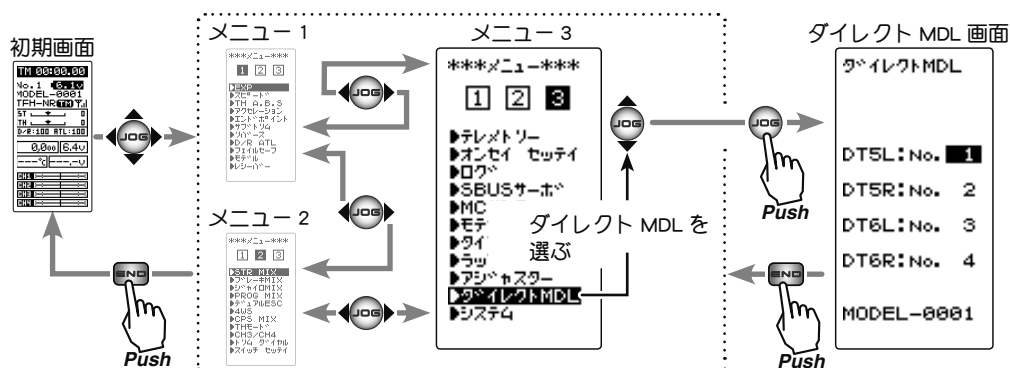 初期画面
TM 00:00.00
No.1 6.1V
MODEL-0001
TFH-NR TM
ST 0
TH 0
D/R:100 ATL:100
6.4V
CH1
CH2
CH3
CH4
JOG
END
Push
メニュー 1
***メニュー***
1 2 3
EXP
スピード
TH A.B.S
アクセレーション
エンドポイント
サブトリム
リバース
D/R ATL
フェイルセーフ
モデル
レシーバー
メニュー 2
***メニュー***
1 2 3
STR MIX
ブレーキMIX
ジャイロMIX
PROG MIX
デュアルESC
4WS
CPS MIX
THモード
CH3/CH4
トリム ダイヤル
スイッチ セッテイ
JOG
JOG
JOG
メニュー 3
***メニュー***
1 2 3
テレメトリー
オンセイ セッテイ
ログ
SBUSサーボ
MC
モデ
タイ
ラッ
アジャスター
ダイレクトMDL
システム
ダイレクト MDL を
選ぶ
JOG
JOG
Push
END
Push
ダイレクト MDL 画面
ダイレクトMDL
DT5L:No. 1
DT5R:No. 2
DT6L:No. 3
DT6R:No. 4
MODEL-0001